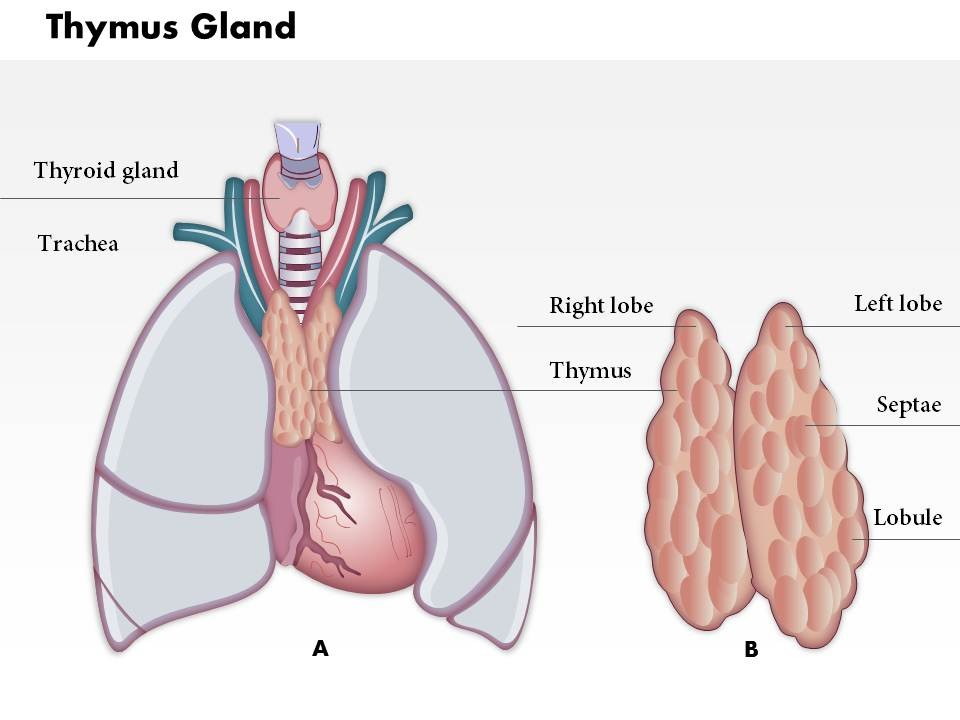 Thymus Gland
Thyroid gland
Trachea
Right lobe
Left lobe
Thymus
Septae
Lobule
A
B